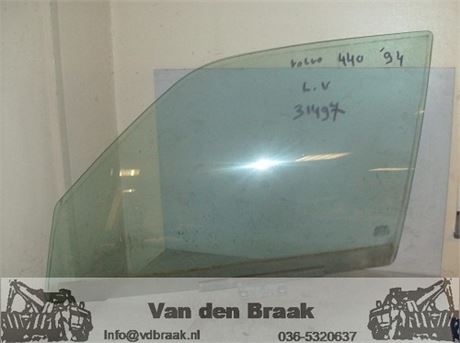 volvo 440 '94
L.V
31497
Van den Braak
Info@vdbraak.nl 036-5320637